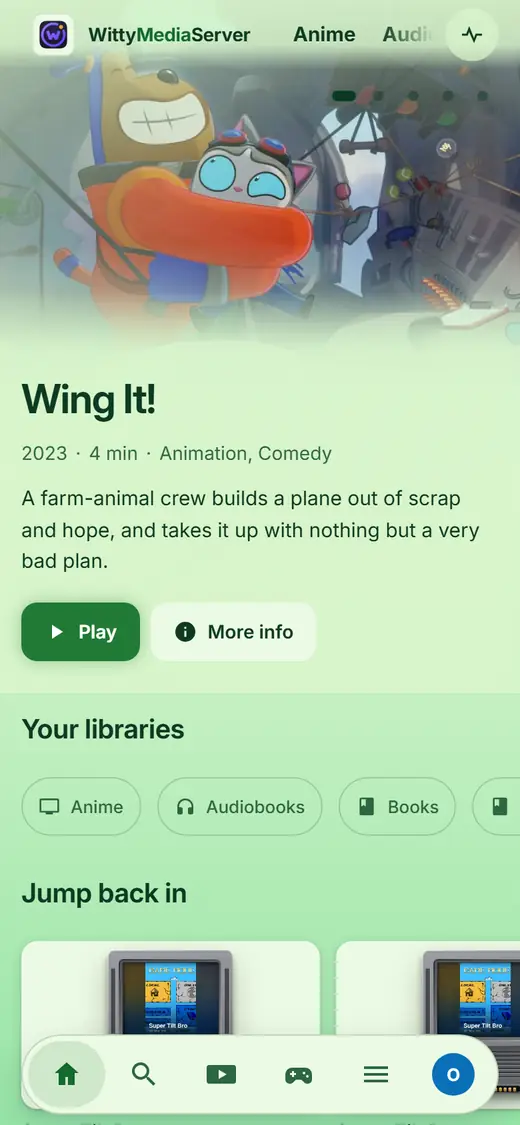 WittyMediaServer
Anime
Wing It!
2023 · 4 min · Animation, Comedy
A farm-animal crew builds a plane out of scrap
and hope, and takes it up with nothing but a very
bad plan.
Play
More info
Your libraries
Anime
Audiobooks
Books
Jump back in
Super Tilt Bro
Super Tilt Bro
O